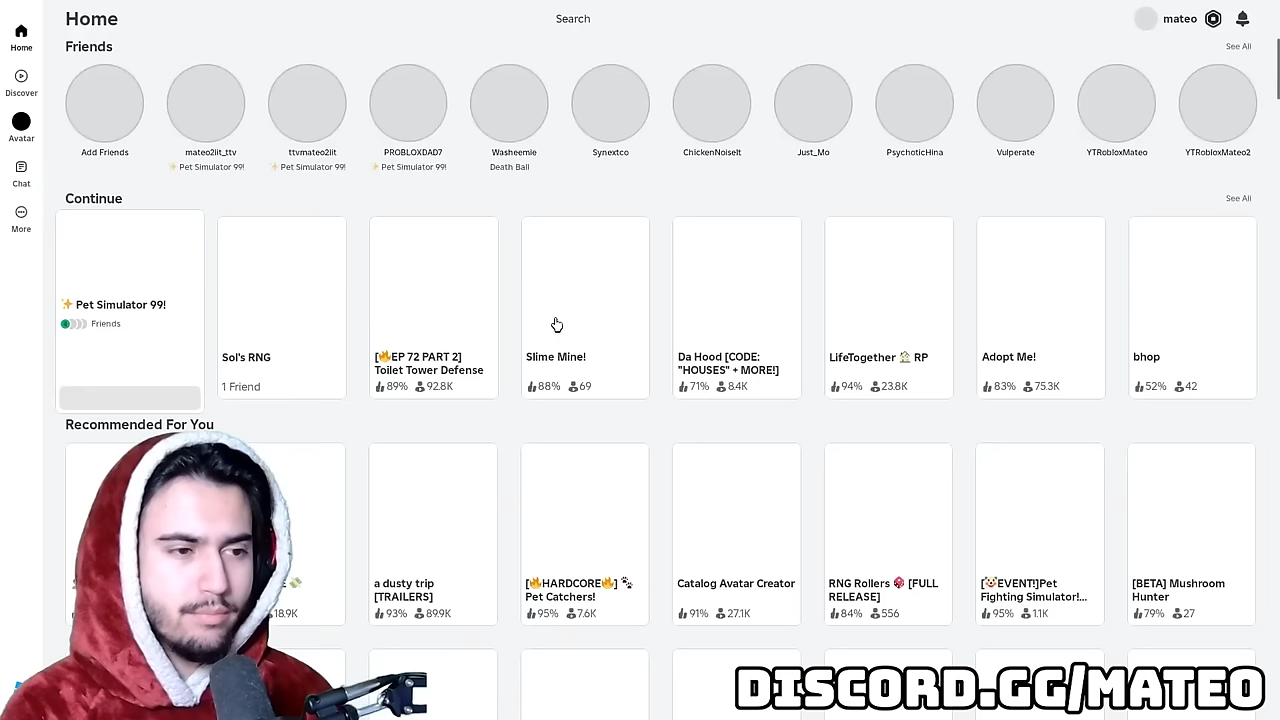 Home
Search
mateo
Home
Discover
Avatar
Chat
More
Friends
See All
Add Friends
mateo2lit_ttv
✨ Pet Simulator 99!
ttvmateo2lit
✨ Pet Simulator 99!
PROBLOXDAD7
✨ Pet Simulator 99!
Washeemie
Death Ball
Synextco
ChickenNoiseIt
Just_Mo
PsychoticHina
Vulperate
YTRobloxMateo
YTRobloxMateo2
Continue
See All
✨ Pet Simulator 99!
Friends
Sol's RNG
1 Friend
[🔥EP 72 PART 2]
Toilet Tower Defense
89% 92.8K
Slime Mine!
88% 69
Da Hood [CODE:
"HOUSES" + MORE!]
71% 8.4K
LifeTogether 🏠 RP
94% 23.8K
Adopt Me!
83% 75.3K
bhop
52% 42
Recommended For You
18.9K
a dusty trip
[TRAILERS]
93% 89.9K
[🔥HARDCORE🔥] 🐾
Pet Catchers!
95% 7.6K
Catalog Avatar Creator
91% 27.1K
RNG Rollers 🎲 [FULL
RELEASE]
84% 556
[🤡EVENT!]Pet
Fighting Simulator!...
95% 1.1K
[BETA] Mushroom
Hunter
79% 27
DISCORD.GG/MATEO